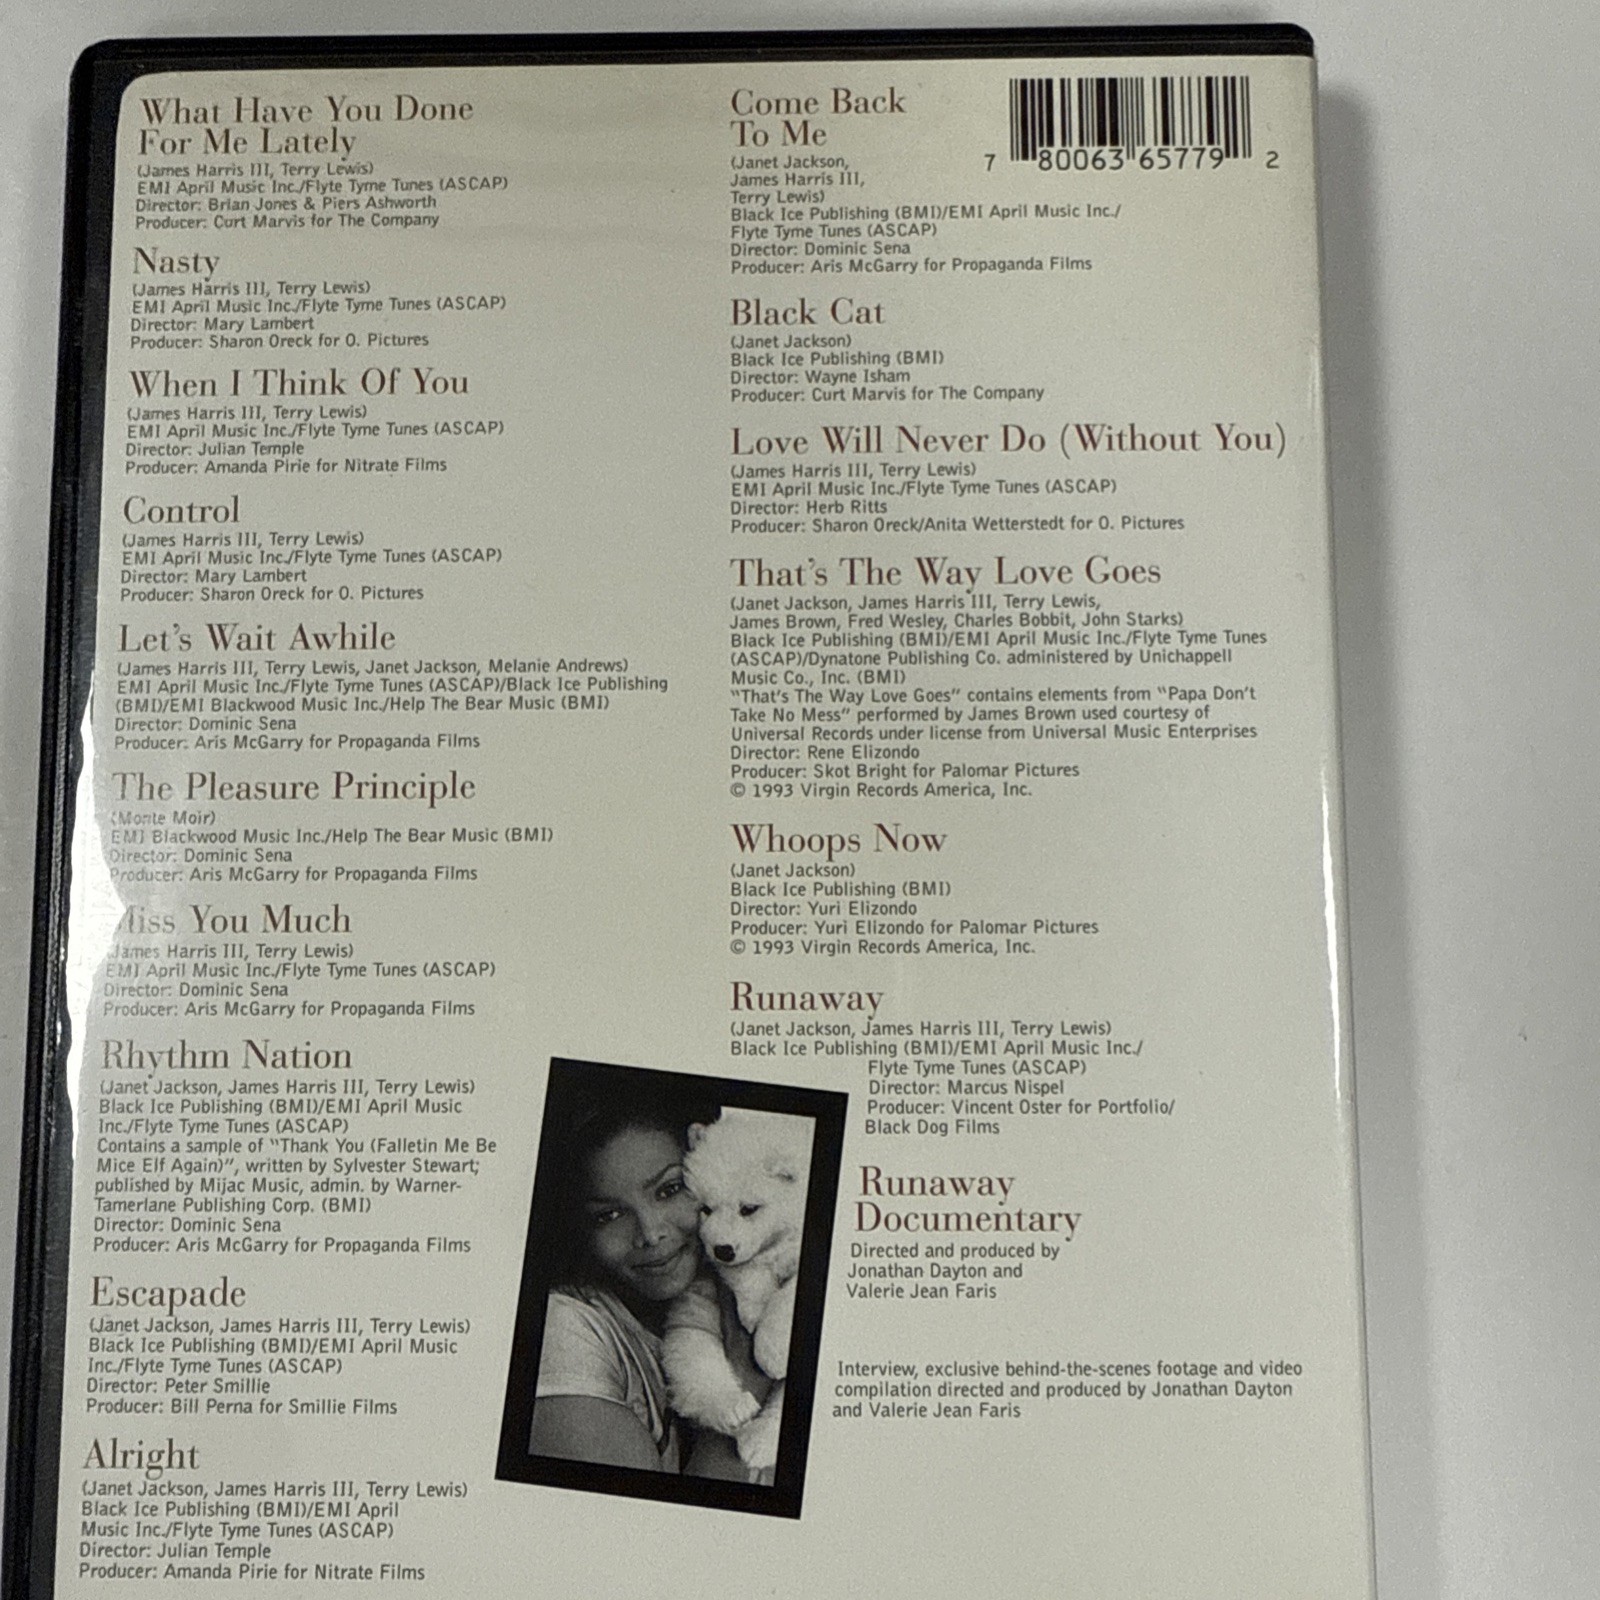 What Have You Done
For Me Lately
(James Harris III, Terry Lewis)
EMI April Music Inc./Flyte Tyme Tunes (ASCAP)
Director: Brian Jones & Piers Ashworth
Producer: Curt Marvis for The Company
Nasty
(James Harris III, Terry Lewis)
EMI April Music Inc./Flyte Tyme Tunes (ASCAP)
Director: Mary Lambert
Producer: Sharon Oreck for O. Pictures
When I Think Of You
(James Harris III, Terry Lewis)
EMI April Music Inc./Flyte Tyme Tunes (ASCAP)
Director: Julian Temple
Producer: Amanda Pirie for Nitrate Films
Control
(James Harris III, Terry Lewis)
EMI April Music Inc./Flyte Tyme Tunes (ASCAP)
Director: Mary Lambert
Producer: Sharon Oreck for O. Pictures
Let's Wait Awhile
(James Harris III, Terry Lewis, Janet Jackson, Melanie Andrews)
EMI April Music Inc./Flyte Tyme Tunes (ASCAP)/Black Ice Publishing
(BMI)/EMI Blackwood Music Inc./Help The Bear Music (BMI)
Director: Dominic Sena
Producer: Aris McGarry for Propaganda Films
The Pleasure Principle
(Monte Moir)
EMI Blackwood Music Inc./Help The Bear Music (BMI)
Director: Dominic Sena
Producer: Aris McGarry for Propaganda Films
Miss You Much
(James Harris III, Terry Lewis)
EMI April Music Inc./Flyte Tyme Tunes (ASCAP)
Director: Dominic Sena
Producer: Aris McGarry for Propaganda Films
Rhythm Nation
(Janet Jackson, James Harris III, Terry Lewis)
Black Ice Publishing (BMI)/EMI April Music
Inc./Flyte Tyme Tunes (ASCAP)
Contains a sample of "Thank You (Falletin Me Be
Mice Elf Again)", written by Sylvester Stewart;
published by Mijac Music, admin. by Warner-
Tamerlane Publishing Corp. (BMI)
Director: Dominic Sena
Producer: Aris McGarry for Propaganda Films
Escapade
(Janet Jackson, James Harris III, Terry Lewis)
Black Ice Publishing (BMI)/EMI April Music
Inc./Flyte Tyme Tunes (ASCAP)
Director: Peter Smillie
Producer: Bill Perna for Smillie Films
Alright
(Janet Jackson, James Harris III, Terry Lewis)
Black Ice Publishing (BMI)/EMI April
Music Inc./Flyte Tyme Tunes (ASCAP)
Director: Julian Temple
Producer: Amanda Pirie for Nitrate Films
Come Back
To Me
(Janet Jackson,
James Harris III,
Terry Lewis)
Black Ice Publishing (BMI)/EMI April Music Inc./
Flyte Tyme Tunes (ASCAP)
Director: Dominic Sena
Producer: Aris McGarry for Propaganda Films
7 80063 65779 2
Black Cat
(Janet Jackson)
Black Ice Publishing (BMI)
Director: Wayne Isham
Producer: Curt Marvis for The Company
Love Will Never Do (Without You)
(James Harris III, Terry Lewis)
EMI April Music Inc./Flyte Tyme Tunes (ASCAP)
Director: Herb Ritts
Producer: Sharon Oreck/Anita Wetterstedt for O. Pictures
That's The Way Love Goes
(Janet Jackson, James Harris III, Terry Lewis,
James Brown, Fred Wesley, Charles Bobbit, John Starks)
Black Ice Publishing (BMI)/EMI April Music Inc./Flyte Tyme Tunes
(ASCAP)/Dynatone Publishing Co. administered by Unichappell
Music Co., Inc. (BMI)
"That's The Way Love Goes" contains elements from "Papa Don't
Take No Mess" performed by James Brown used courtesy of
Universal Records under license from Universal Music Enterprises
Director: Rene Elizondo
Producer: Skot Bright for Palomar Pictures
© 1993 Virgin Records America, Inc.
Whoops Now
(Janet Jackson)
Black Ice Publishing (BMI)
Director: Yuri Elizondo
Producer: Yuri Elizondo for Palomar Pictures
© 1993 Virgin Records America, Inc.
Runaway
(Janet Jackson, James Harris III, Terry Lewis)
Black Ice Publishing (BMI)/EMI April Music Inc./
Flyte Tyme Tunes (ASCAP)
Director: Marcus Nispel
Producer: Vincent Oster for Portfolio/
Black Dog Films
Runaway
Documentary
Directed and produced by
Jonathan Dayton and
Valerie Jean Faris
Interview, exclusive behind-the-scenes footage and video
compilation directed and produced by Jonathan Dayton
and Valerie Jean Faris